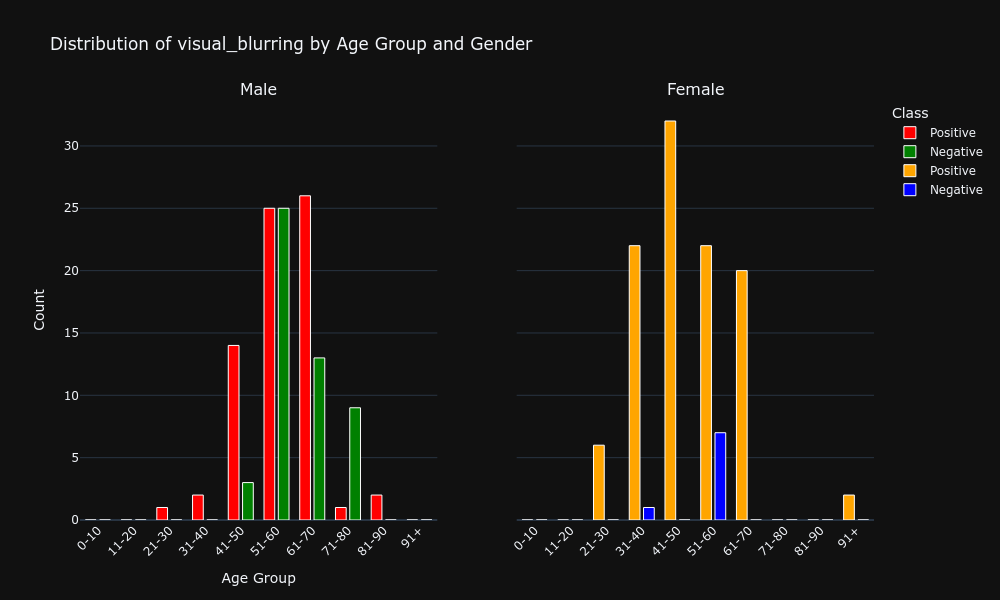 Distribution of visual_blurring by Age Group and Gender
Male
Female
Class
Positive
Negative
Positive
Negative
Count
30
25
20
15
10
5
0
0-10 11-20 21-30 31-40 41-50 51-60 61-70 71-80 81-90 91+
0-10 11-20 21-30 31-40 41-50 51-60 61-70 71-80 81-90 91+
Age Group